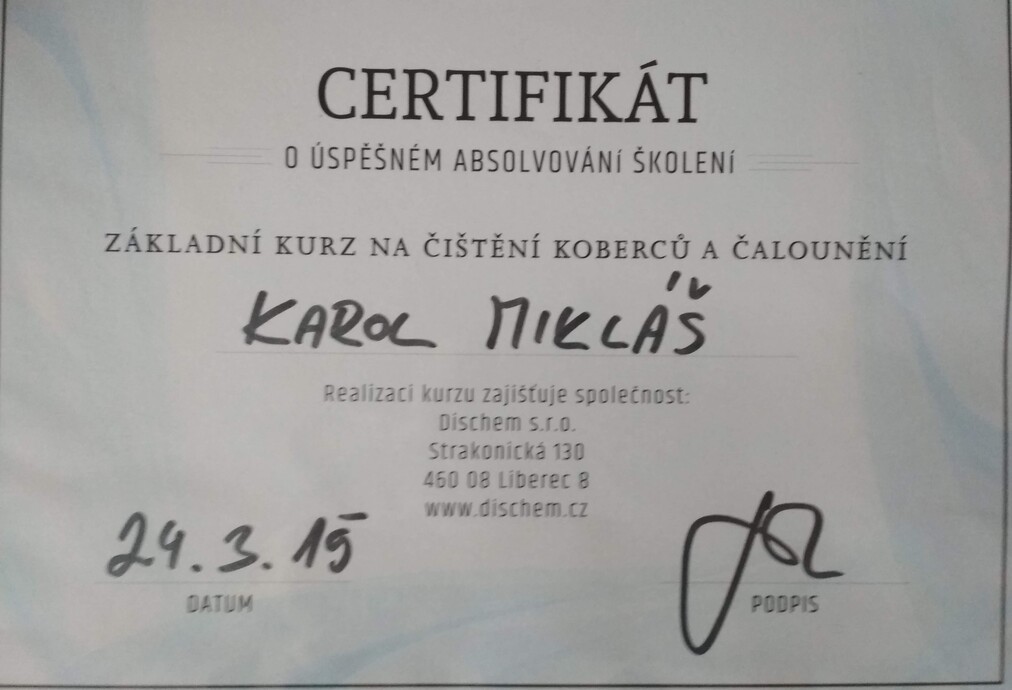 CERTIFIKÁT
O ÚSPĚŠNÉM ABSOLVOVÁNÍ ŠKOLENÍ
ZÁKLADNÍ KURZ NA ČIŠTĚNÍ KOBERCŮ A ČALOUNĚNÍ
KAROL MIKLÁŠ
Realizaci kurzu zajišťuje společnost:
Dischem s.r.o.
Strakonická 130
460 08 Liberec 8
www.dischem.cz
24.3.15
DATUM
PODPIS